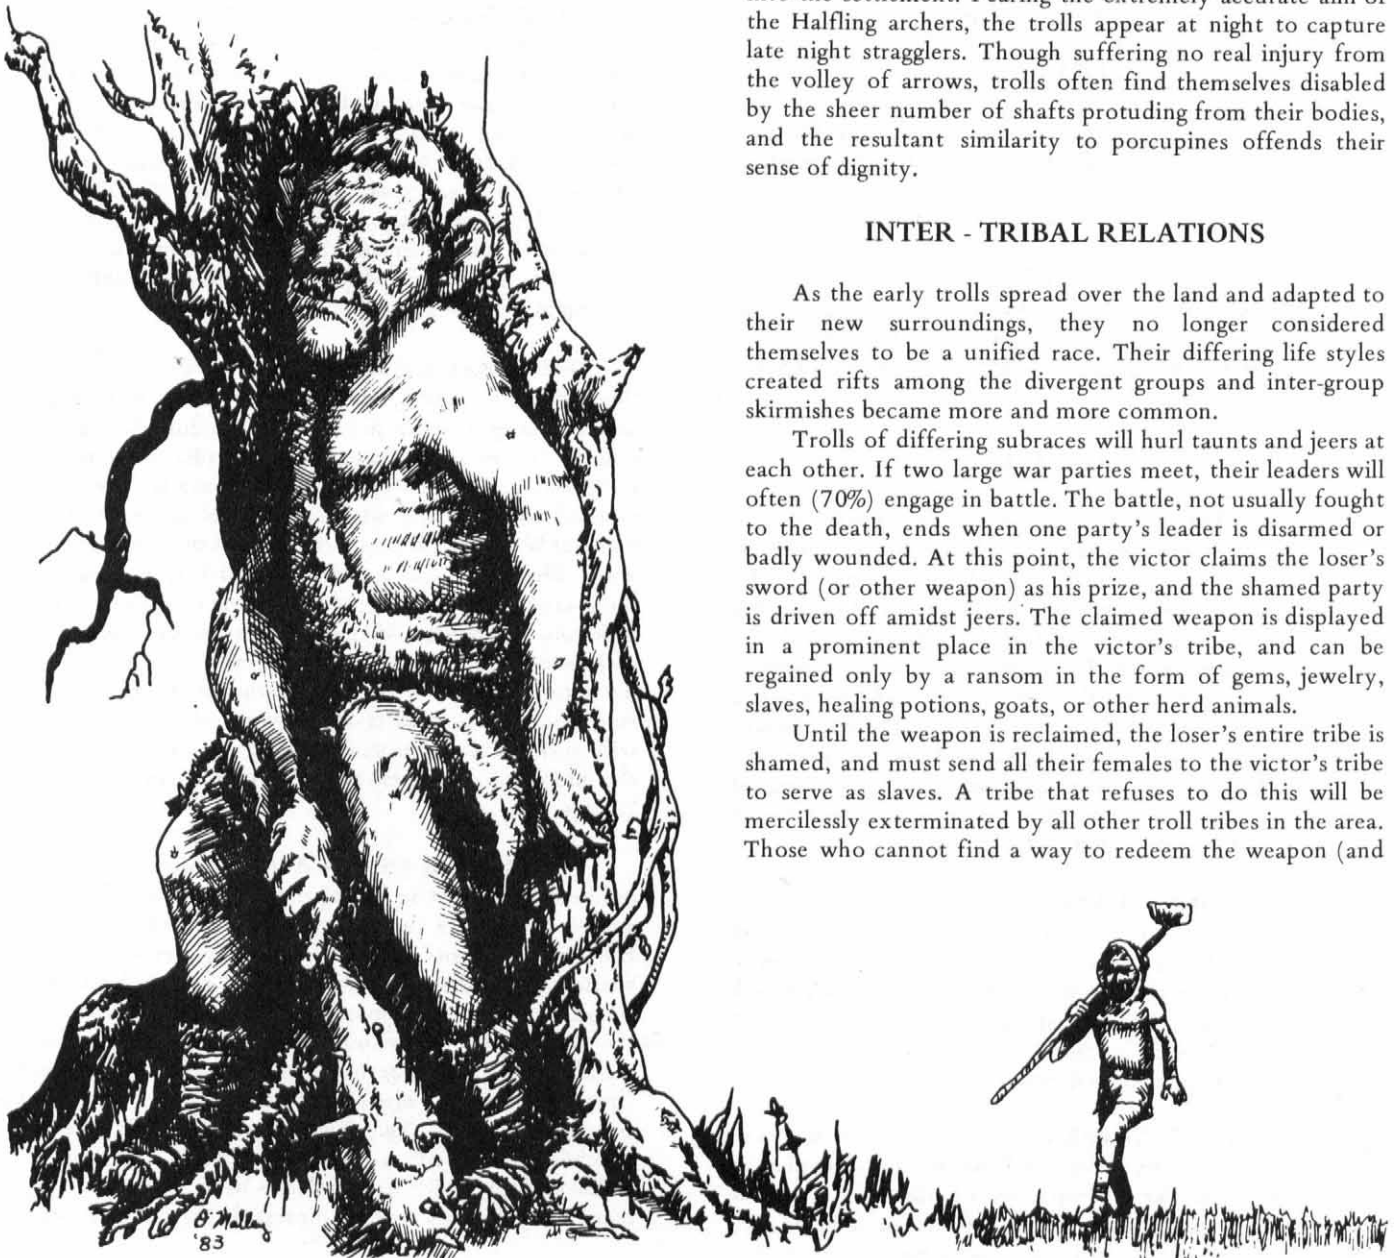 the extremely accurate aim of
the Halfling archers, the trolls appear at night to capture
late night stragglers. Though suffering no real injury from
the volley of arrows, trolls often find themselves disabled
by the sheer number of shafts protuding from their bodies,
and the resultant similarity to porcupines offends their
sense of dignity.
INTER - TRIBAL RELATIONS
As the early trolls spread over the land and adapted to
their new surroundings, they no longer considered
themselves to be a unified race. Their differing life styles
created rifts among the divergent groups and inter-group
skirmishes became more and more common.
Trolls of differing subraces will hurl taunts and jeers at
each other. If two large war parties meet, their leaders will
often (70%) engage in battle. The battle, not usually fought
to the death, ends when one party's leader is disarmed or
badly wounded. At this point, the victor claims the loser's
sword (or other weapon) as his prize, and the shamed party
is driven off amidst jeers. The claimed weapon is displayed
in a prominent place in the victor's tribe, and can be
regained only by a ransom in the form of gems, jewelry,
slaves, healing potions, goats, or other herd animals.
Until the weapon is reclaimed, the loser's entire tribe is
shamed, and must send all their females to the victor's tribe
to serve as slaves. A tribe that refuses to do this will be
mercilessly exterminated by all other troll tribes in the area.
Those who cannot find a way to redeem the weapon (and
O'Malley
'83